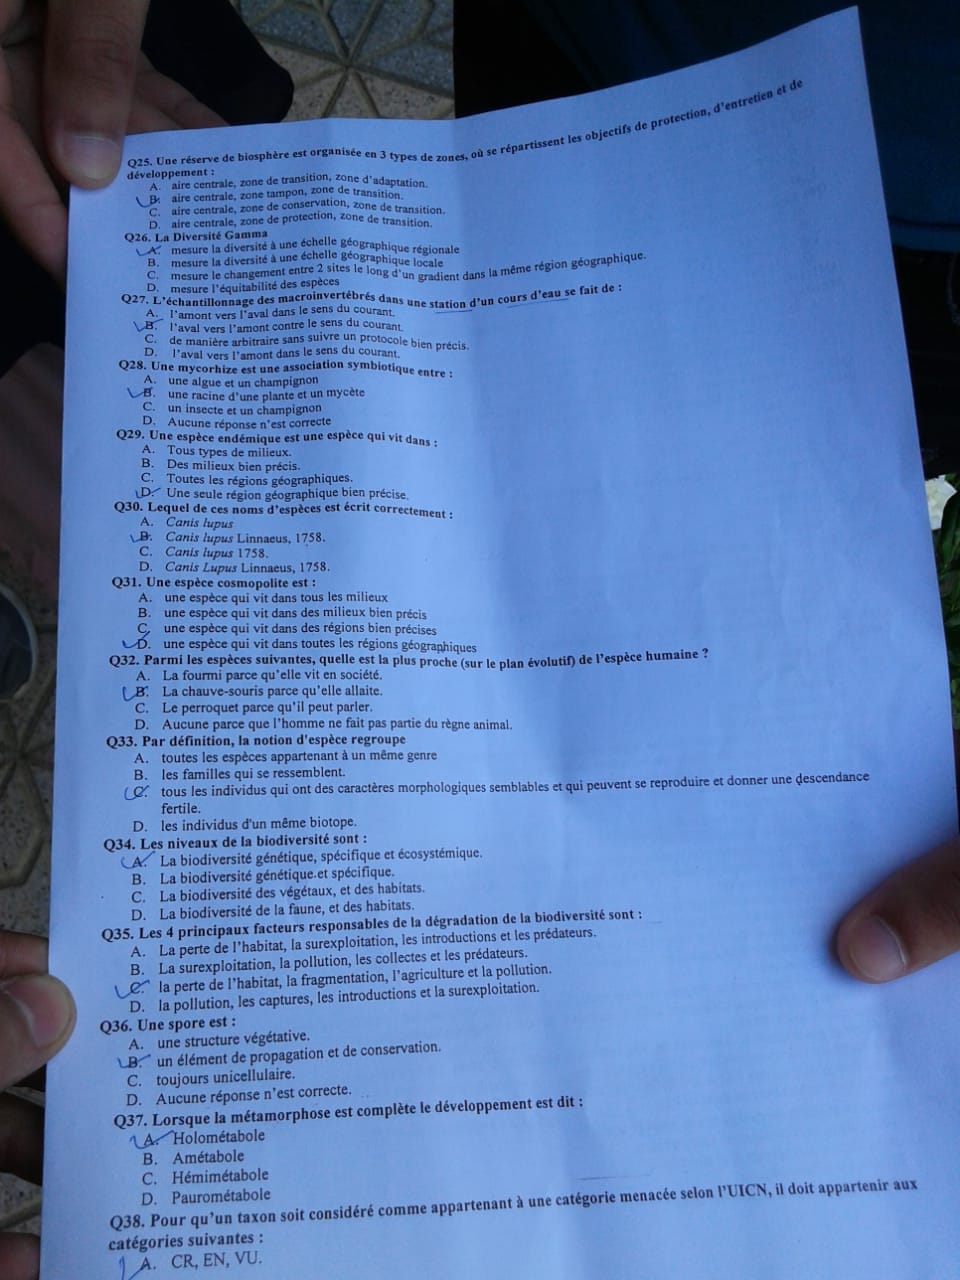 Q25. Une réserve de biosphère est organisée en 3 types de zones, où se répartissent les objectifs de protection, d'entretien et de
développement :
A. aire centrale, zone de transition, zone d'adaptation.
B. aire centrale, zone tampon, zone de transition.
C. aire centrale, zone de conservation, zone de transition.
D. aire centrale, zone de protection, zone de transition.
Q26. La Diversité Gamma
A. mesure la diversité à une échelle géographique régionale
B. mesure la diversité à une échelle géographique locale
C. mesure le changement entre 2 sites le long d'un gradient dans la même région géographique.
D. mesure l'équitabilité des espèces
Q27. L'échantillonnage des macroinvertébrés dans une station d'un cours d'eau se fait de :
A. l'amont vers l'aval dans le sens du courant.
B. l'aval vers l'amont contre le sens du courant.
C. de manière arbitraire sans suivre un protocole bien précis.
D. l'aval vers l'amont dans le sens du courant.
Q28. Une mycorhize est une association symbiotique entre :
A. une algue et un champignon
B. une racine d'une plante et un mycète
C. un insecte et un champignon
D. Aucune réponse n'est correcte
Q29. Une espèce endémique est une espèce qui vit dans :
A. Tous types de milieux.
B. Des milieux bien précis.
C. Toutes les régions géographiques.
D. Une seule région géographique bien précise.
Q30. Lequel de ces noms d'espèces est écrit correctement :
A. Canis lupus
B. Canis lupus Linnaeus, 1758.
C. Canis lupus 1758.
D. Canis Lupus Linnaeus, 1758.
Q31. Une espèce cosmopolite est :
A. une espèce qui vit dans tous les milieux
B. une espèce qui vit dans des milieux bien précis
C. une espèce qui vit dans des régions bien précises
D. une espèce qui vit dans toutes les régions géographiques
Q32. Parmi les espèces suivantes, quelle est la plus proche (sur le plan évolutif) de l'espèce humaine ?
A. La fourmi parce qu'elle vit en société.
B. La chauve-souris parce qu'elle allaite.
C. Le perroquet parce qu'il peut parler.
D. Aucune parce que l'homme ne fait pas partie du règne animal.
Q33. Par définition, la notion d'espèce regroupe
A. toutes les espèces appartenant à un même genre
B. les familles qui se ressemblent.
C. tous les individus qui ont des caractères morphologiques semblables et qui peuvent se reproduire et donner une descendance
fertile.
D. les individus d'un même biotope.
Q34. Les niveaux de la biodiversité sont :
A. La biodiversité génétique, spécifique et écosystémique.
B. La biodiversité génétique et spécifique.
C. La biodiversité des végétaux, et des habitats.
D. La biodiversité de la faune, et des habitats.
Q35. Les 4 principaux facteurs responsables de la dégradation de la biodiversité sont :
A. La perte de l'habitat, la surexploitation, les introductions et les prédateurs.
B. La surexploitation, la pollution, les collectes et les prédateurs.
C. la perte de l'habitat, la fragmentation, l'agriculture et la pollution.
D. la pollution, les captures, les introductions et la surexploitation.
Q36. Une spore est :
A. une structure végétative.
B. un élément de propagation et de conservation.
C. toujours unicellulaire.
D. Aucune réponse n'est correcte.
Q37. Lorsque la métamorphose est complète le développement est dit :
A. Holométabole
B. Amétabole
C. Hémimétabole
D. Paurométabole
Q38. Pour qu'un taxon soit considéré comme appartenant à une catégorie menacée selon l'UICN, il doit appartenir aux
catégories suivantes :
A. CR, EN, VU.